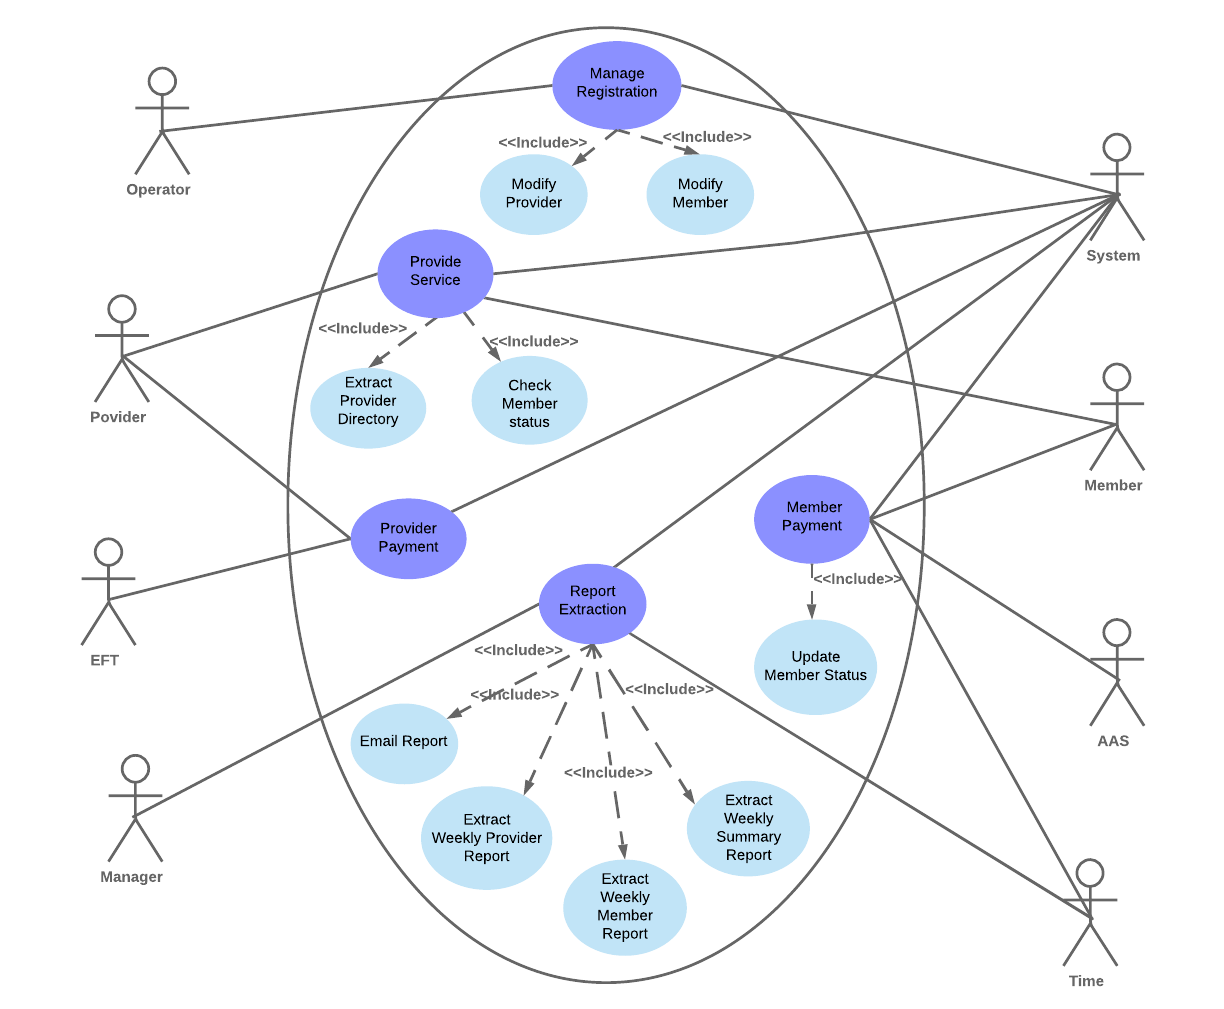 Manage
Registration
<<Include>>
<<Include>>
Modify
Provider
Modify
Member
Operator
System
Provide
Service
<<Include>>
<<Include>>
Extract
Provider
Directory
Check
Member
status
Povider
Member
Provider
Payment
Member
Payment
<<Include>>
EFT
Report
Extraction
Update
Member Status
<<Include>>
<<Include>>
<<Include>>
<<Include>>
Email Report
AAS
Extract
Weekly Provider
Report
Extract
Weekly
Summary
Report
Extract
Weekly
Member
Report
Manager
Time